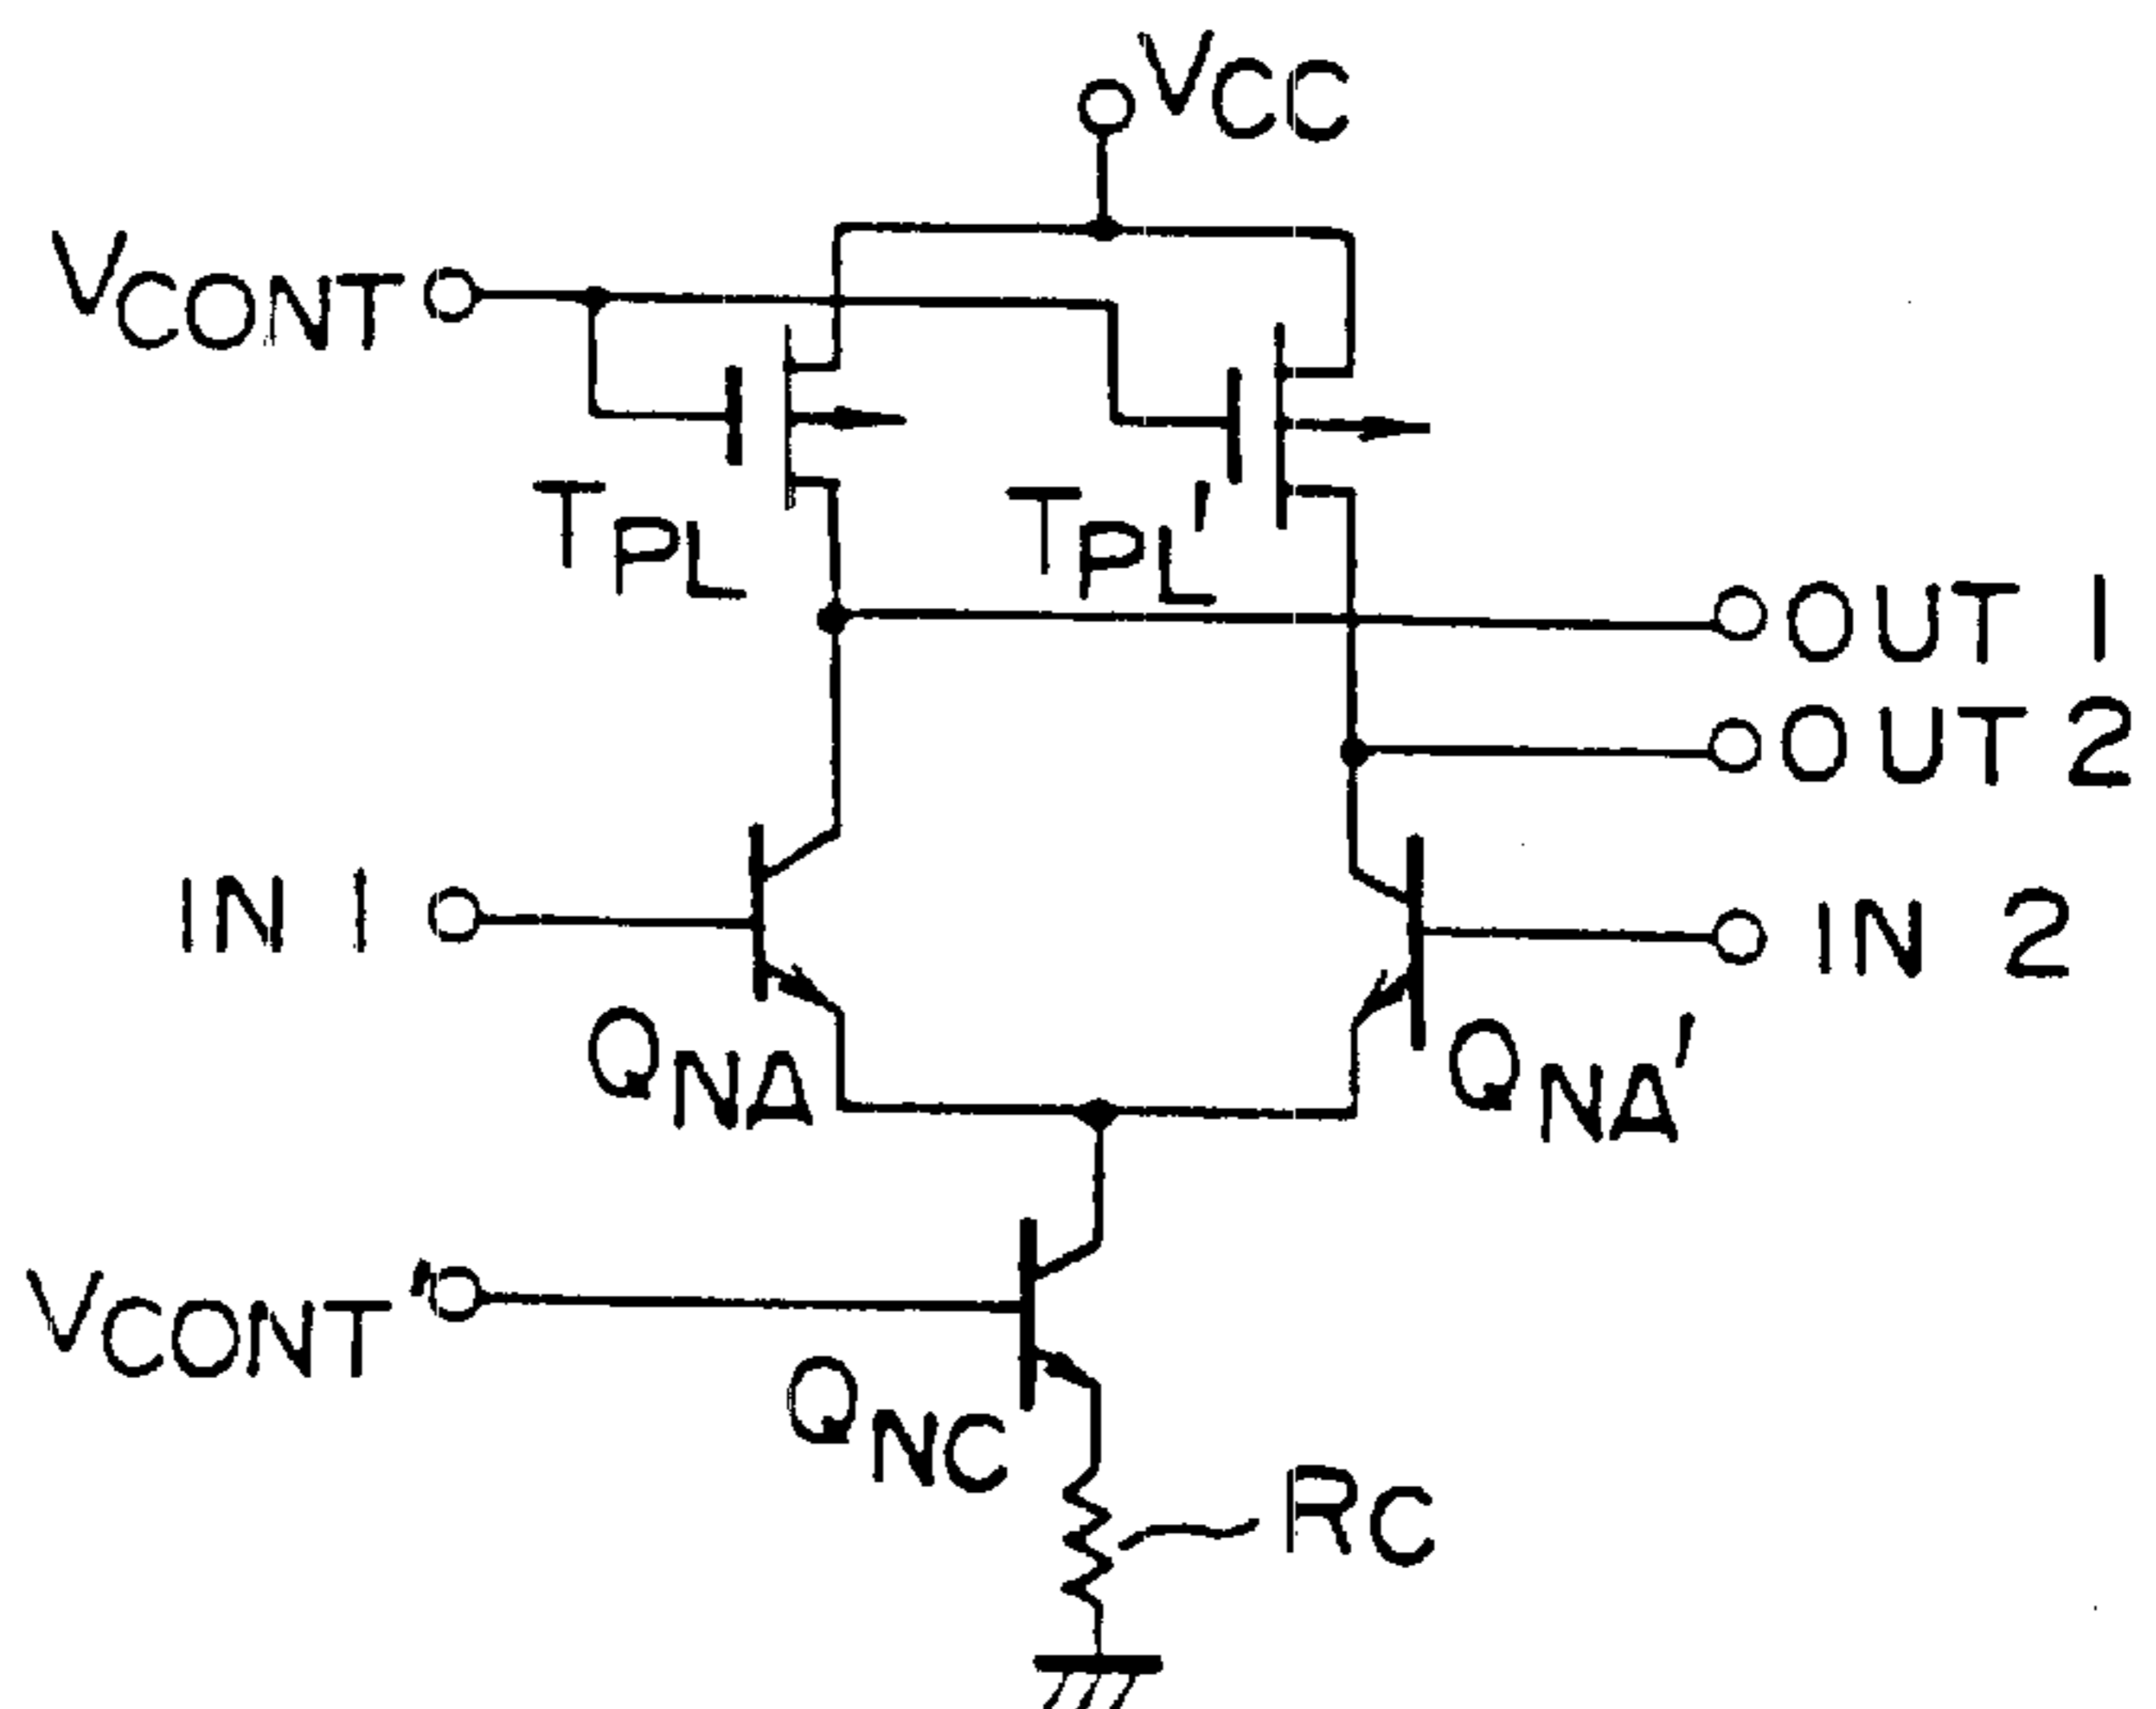 VCC
VCONT
TPL
TPL'
OUT 1
OUT 2
IN 1
IN 2
QNA
QNA'
VCONT'
QNC
RC